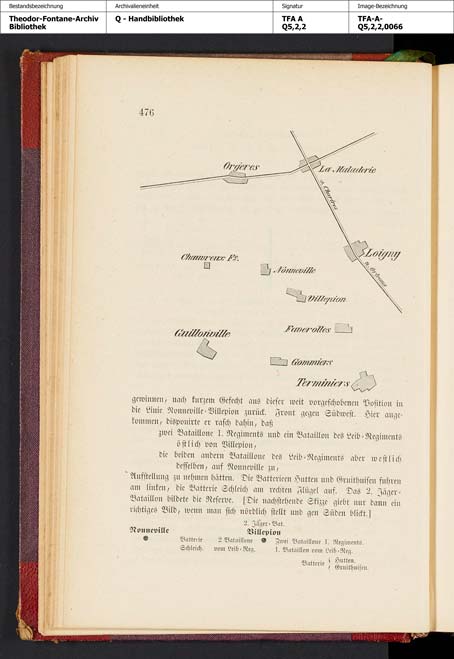 Bestandsbezeichnung Archivalieneinheit Signatur Image-Bezeichnung
Theodor-Fontane-Archiv Q - Handbibliothek TFA A TFA-A-
Bibliothek Q5,2,2 Q5,2,2,0066
476
Orgeres
La Maladerie
n. Chartres
Loigny
n. Orleans
Chauvreux Fr.
Nonneville
Villepion
Guillonville
Faverolles
Gommiers
Terminiers
gewinnen, nach kurzem Gefecht aus dieser weit vorgeschobenen Position in
die Linie Nonneville-Villepion zurück. Front gegen Südwest. Hier ange-
kommen, disponirte er rasch dahin, daß
zwei Bataillone 1. Regiments und ein Bataillon des Leib-Regiments
östlich von Villepion,
die beiden andern Bataillone des Leib-Regiments aber westlich
desselben, auf Nonneville zu,
Aufstellung zu nehmen hätten. Die Batterieen Hutten und Gruithuisen fuhren
am linken, die Batterie Schleich am rechten Flügel auf. Das 2. Jäger-
Bataillon bildete die Reserve. [Die nachstehende Skizze giebt nur dann ein
richtiges Bild, wenn man sich nördlich stellt und gen Süden blickt.]
2. Jäger-Bat.
Nonneville Villepion
Batterie 2 Bataillone Zwei Bataillone 1. Regiments.
Schleich. vom Leib-Reg. 1. Bataillon vom Leib-Reg.
Batterie { Hutten.
Gruithuisen.